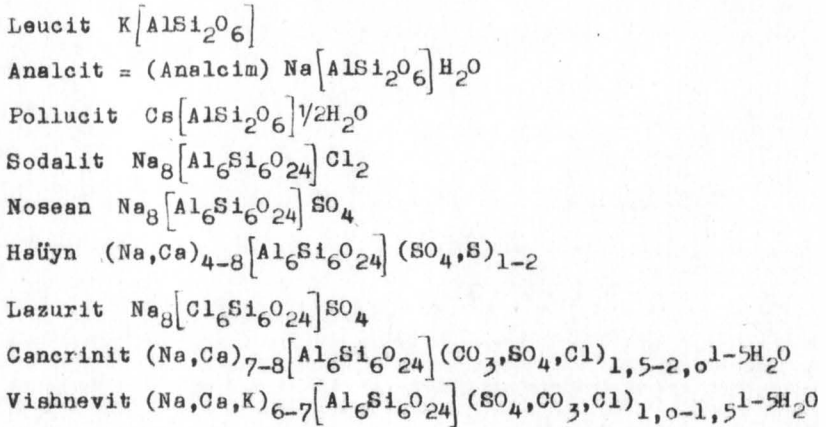 Leucit K[AlSi2O6]
Analcit = (Analcim) Na[AlSi2O6]H2O
Pollucit Cs[AlSi2O6]1/2H2O
Sodalit Na8[Al6Si6O24]Cl2
Nosean Na8[Al6Si6O24]SO4
Haüyn (Na,Ca)4-8[Al6Si6O24](SO4,S)1-2
Lazurit Na8[Cl6Si6O24]SO4
Cancrinit (Na,Ca)7-8[Al6Si6O24](CO3,SO4,Cl)1,5-2,o1-5H2O
Vishnevit (Na,Ca,K)6-7[Al6Si6O24](SO4,CO3,Cl)1,o-1,51-5H2O